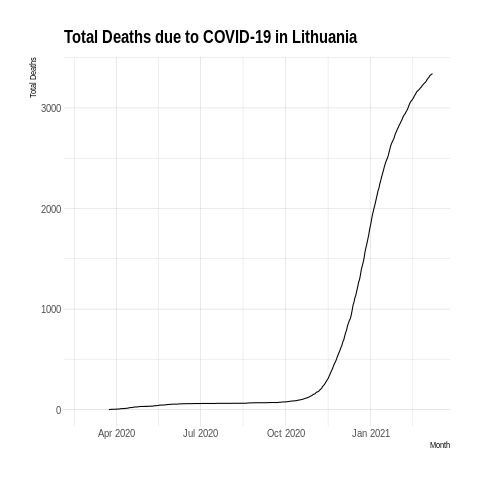 Total Deaths due to COVID-19 in Lithuania
Total Deaths
3000
2000
1000
0
Apr 2020 Jul 2020 Oct 2020 Jan 2021
Month